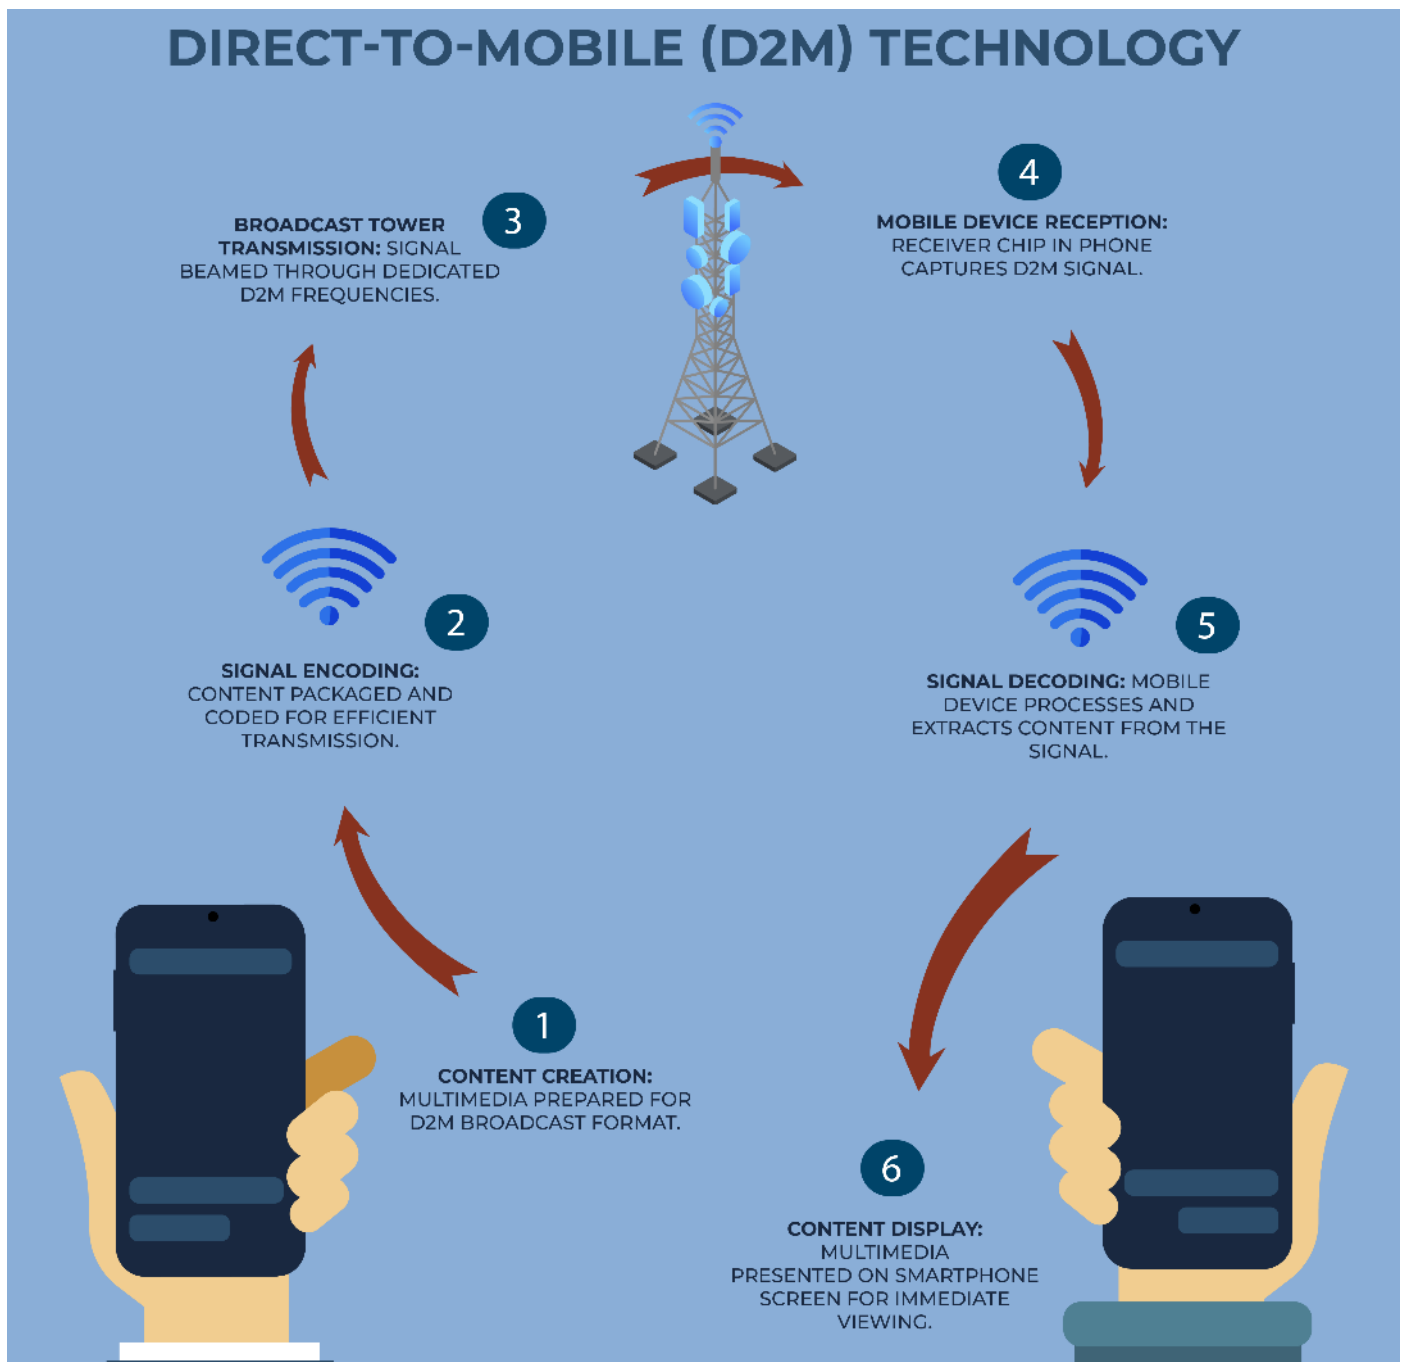 DIRECT-TO-MOBILE (D2M) TECHNOLOGY
1
CONTENT CREATION:
MULTIMEDIA PREPARED FOR
D2M BROADCAST FORMAT.
2
SIGNAL ENCODING:
CONTENT PACKAGED AND
CODED FOR EFFICIENT
TRANSMISSION.
3
BROADCAST TOWER
TRANSMISSION: SIGNAL
BEAMED THROUGH DEDICATED
D2M FREQUENCIES.
4
MOBILE DEVICE RECEPTION:
RECEIVER CHIP IN PHONE
CAPTURES D2M SIGNAL.
5
SIGNAL DECODING: MOBILE
DEVICE PROCESSES AND
EXTRACTS CONTENT FROM THE
SIGNAL.
6
CONTENT DISPLAY:
MULTIMEDIA
PRESENTED ON SMARTPHONE
SCREEN FOR IMMEDIATE
VIEWING.